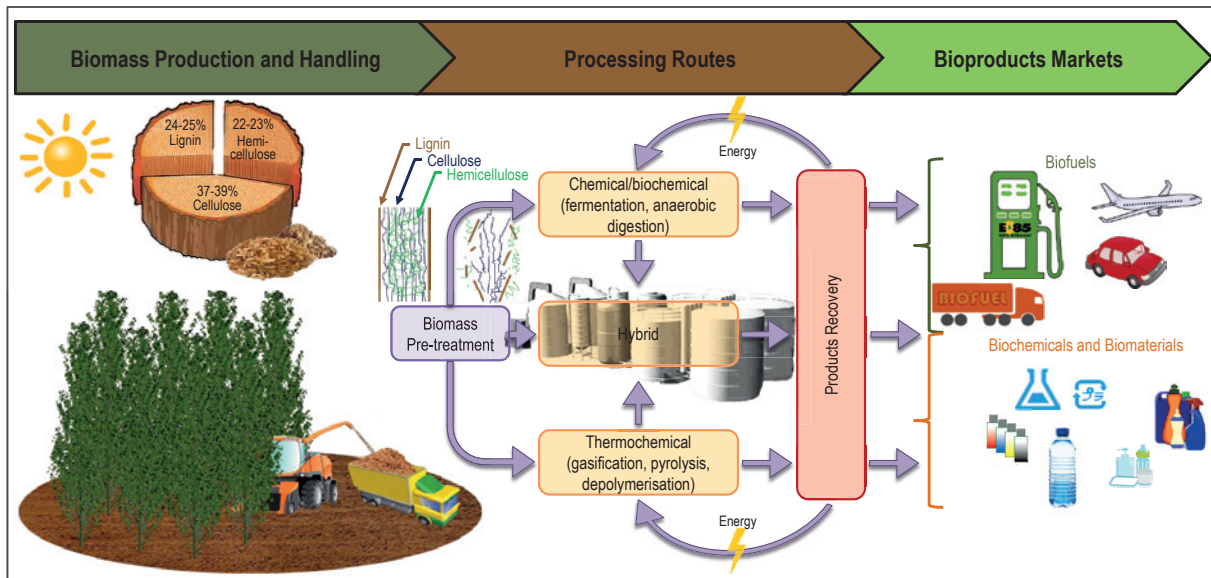 Biomass Production and Handling
Processing Routes
Bioproducts Markets
24-25%
Lignin
22-23%
Hemi-
cellulose
37-39%
Cellulose
Lignin
Cellulose
Hemicellulose
Energy
Chemical/biochemical
(fermentation, anaerobic
digestion)
Biomass
Pre-treatment
Hybrid
Thermochemical
(gasification, pyrolysis,
depolymerisation)
Energy
Products Recovery
Biofuels
E85
BIOFUEL
Biochemicals and Biomaterials